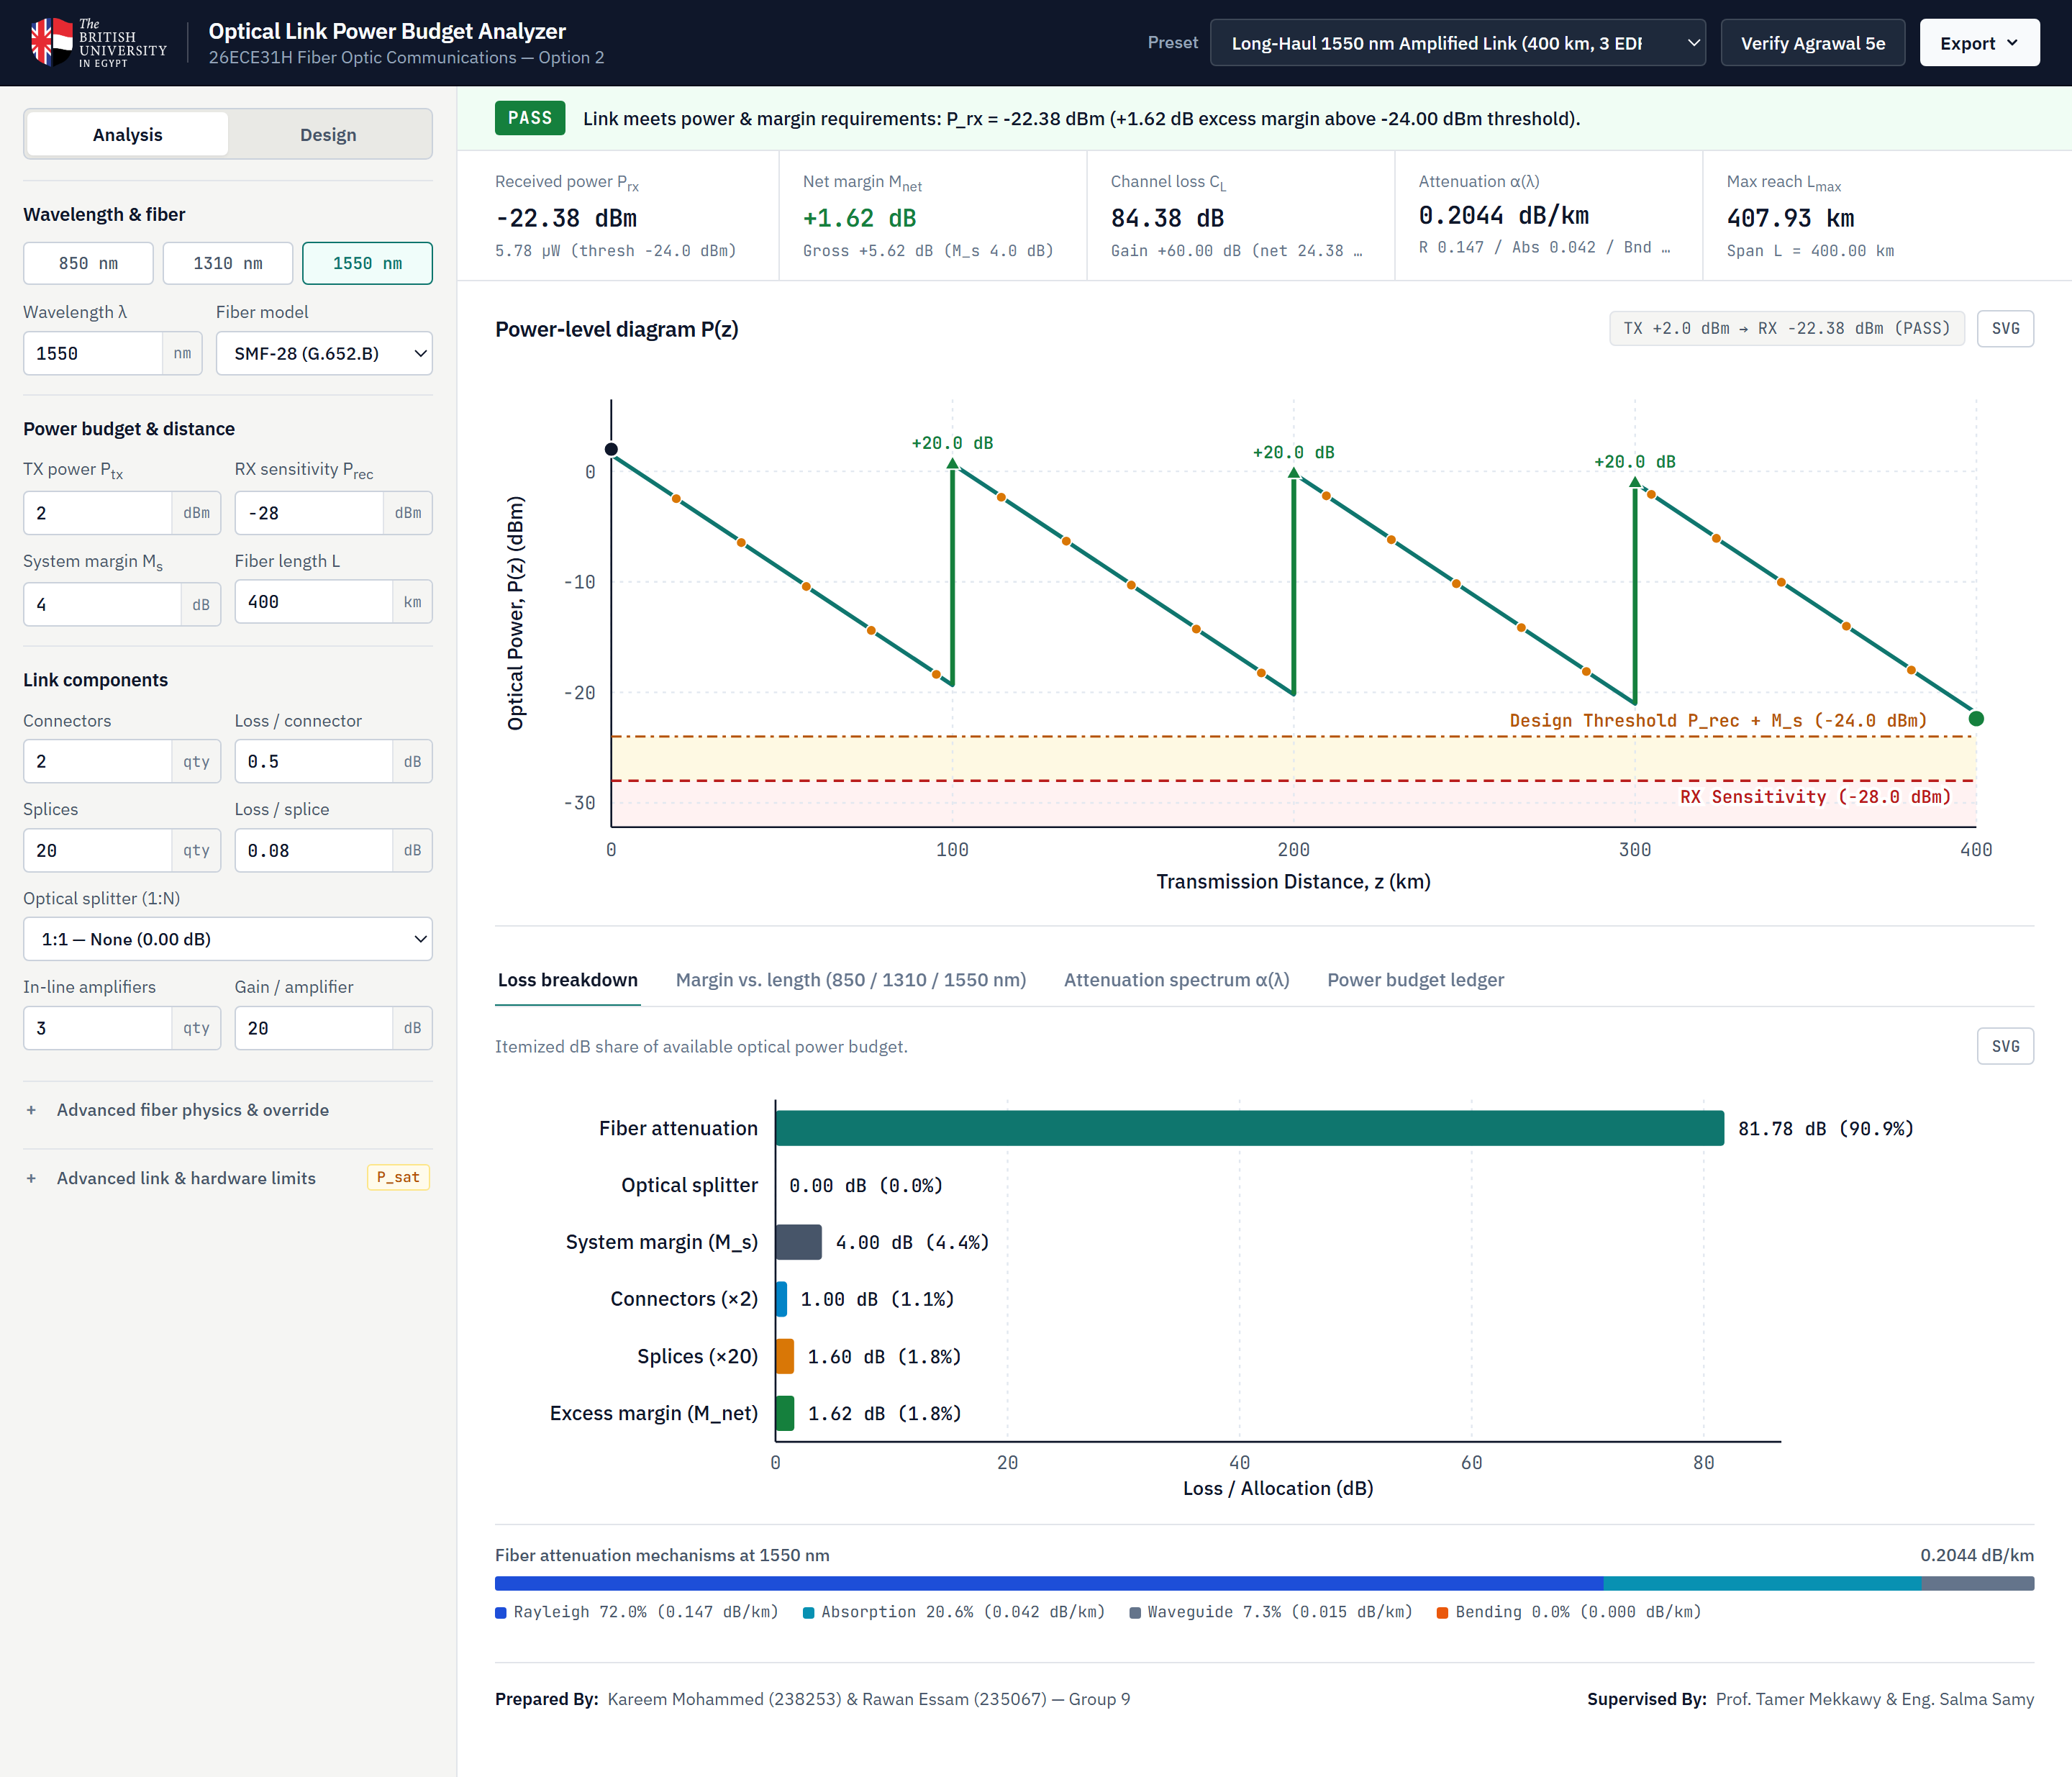 The
BRITISH
UNIVERSITY
IN EGYPT
Optical Link Power Budget Analyzer
26ECE31H Fiber Optic Communications — Option 2
Preset
Long-Haul 1550 nm Amplified Link (400 km, 3 EDF
Verify Agrawal 5e
Export
Analysis
Design
Wavelength & fiber
850 nm
1310 nm
1550 nm
Wavelength λ
Fiber model
1550 nm
SMF-28 (G.652.B)
Power budget & distance
TX power Ptx
RX sensitivity Prec
2 dBm
-28 dBm
System margin Ms
Fiber length L
4 dB
400 km
Link components
Connectors
Loss / connector
2 qty
0.5 dB
Splices
Loss / splice
20 qty
0.08 dB
Optical splitter (1:N)
1:1 — None (0.00 dB)
In-line amplifiers
Gain / amplifier
3 qty
20 dB
+ Advanced fiber physics & override
+ Advanced link & hardware limits
P_sat
PASS
Link meets power & margin requirements: P_rx = -22.38 dBm (+1.62 dB excess margin above -24.00 dBm threshold).
Received power Prx
-22.38 dBm
5.78 μW (thresh -24.0 dBm)
Net margin Mnet
+1.62 dB
Gross +5.62 dB (M_s 4.0 dB)
Channel loss CL
84.38 dB
Gain +60.00 dB (net 24.38 …
Attenuation α(λ)
0.2044 dB/km
R 0.147 / Abs 0.042 / Bnd …
Max reach Lmax
407.93 km
Span L = 400.00 km
Power-level diagram P(z)
TX +2.0 dBm → RX -22.38 dBm (PASS)
SVG
Optical Power, P(z) (dBm)
0
-10
-20
-30
+20.0 dB
+20.0 dB
+20.0 dB
Design Threshold P_rec + M_s (-24.0 dBm)
RX Sensitivity (-28.0 dBm)
0
100
200
300
400
Transmission Distance, z (km)
Loss breakdown
Margin vs. length (850 / 1310 / 1550 nm)
Attenuation spectrum α(λ)
Power budget ledger
Itemized dB share of available optical power budget.
SVG
Fiber attenuation
81.78 dB (90.9%)
Optical splitter
0.00 dB (0.0%)
System margin (M_s)
4.00 dB (4.4%)
Connectors (×2)
1.00 dB (1.1%)
Splices (×20)
1.60 dB (1.8%)
Excess margin (M_net)
1.62 dB (1.8%)
0
20
40
60
80
Loss / Allocation (dB)
Fiber attenuation mechanisms at 1550 nm
0.2044 dB/km
Rayleigh 72.0% (0.147 dB/km)
Absorption 20.6% (0.042 dB/km)
Waveguide 7.3% (0.015 dB/km)
Bending 0.0% (0.000 dB/km)
Prepared By: Kareem Mohammed (238253) & Rawan Essam (235067) — Group 9
Supervised By: Prof. Tamer Mekkawy & Eng. Salma Samy